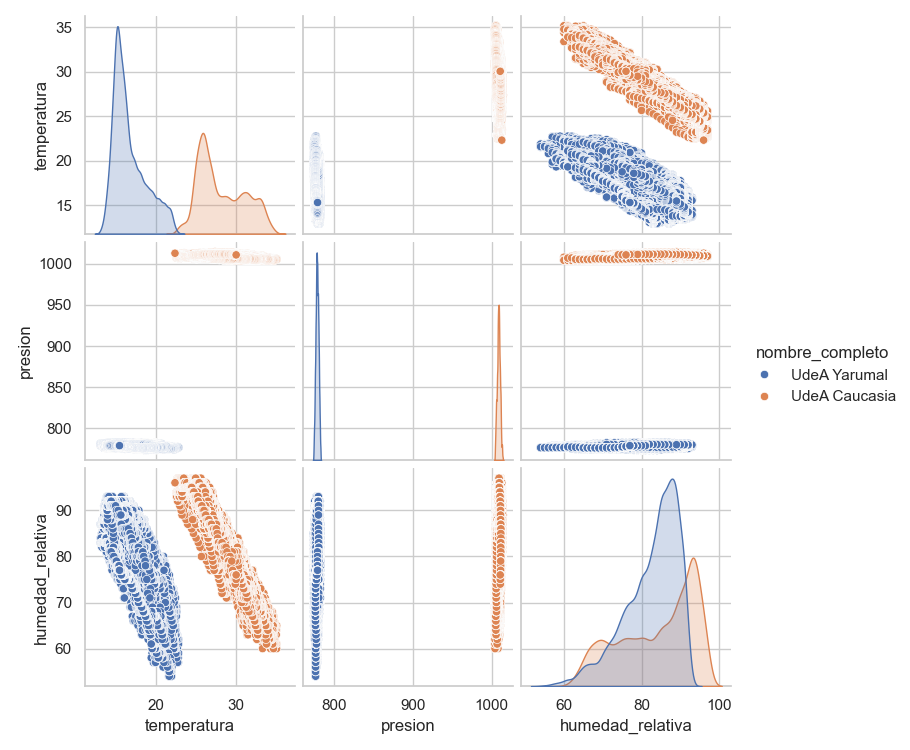 35
30
25
20
15
temperatura
1000
950
900
850
800
presion
90
80
70
60
humedad_relativa
20 30
temperatura
800 900 1000
presion
60 80 100
humedad_relativa
nombre_completo
UdeA Yarumal
UdeA Caucasia